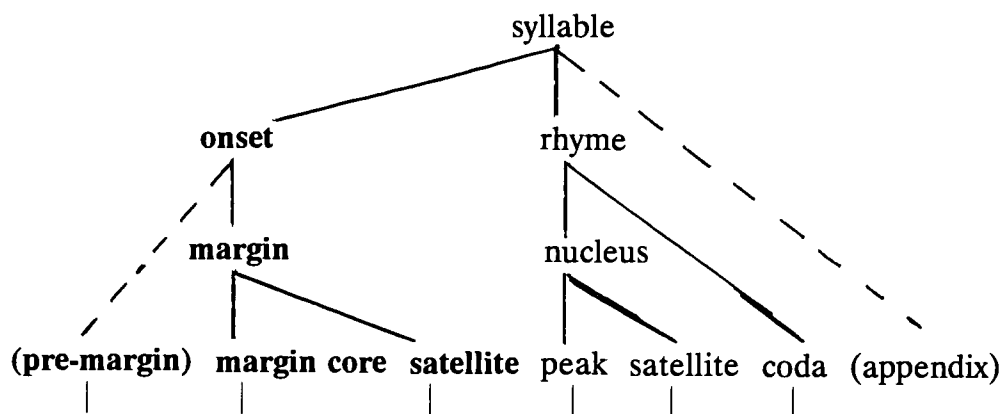 syllable
onset rhyme
margin nucleus
(pre-margin) margin core satellite peak satellite coda (appendix)